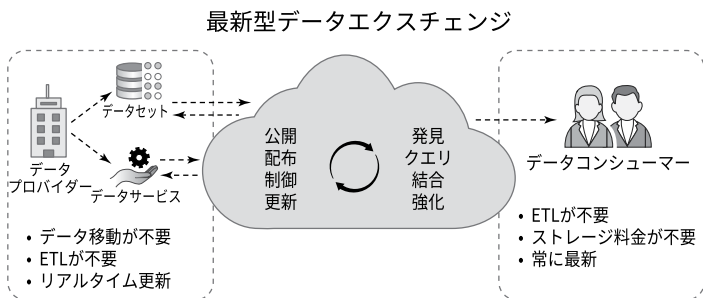 最新型データエクスチェンジ
データ
プロバイダー
データセット
データサービス
• データ移動が不要
• ETLが不要
• リアルタイム更新
公開
配布
制御
更新
発見
クエリ
結合
強化
データコンシューマー
• ETLが不要
• ストレージ料金が不要
• 常に最新